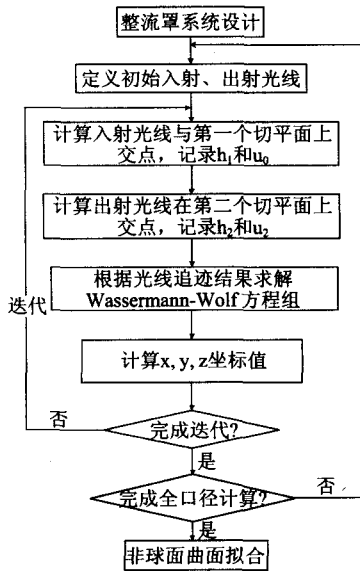 整流罩系统设计
定义初始入射、出射光线
计算入射光线与第一个切平面上
交点，记录h₁和u₀
计算出射光线在第二个切平面上
交点，记录h₂和u₂
根据光线追迹结果求解
Wassermann-Wolf 方程组
迭代
计算x, y, z坐标值
否
完成迭代?
是
完成全口径计算?
否
是
非球面曲面拟合